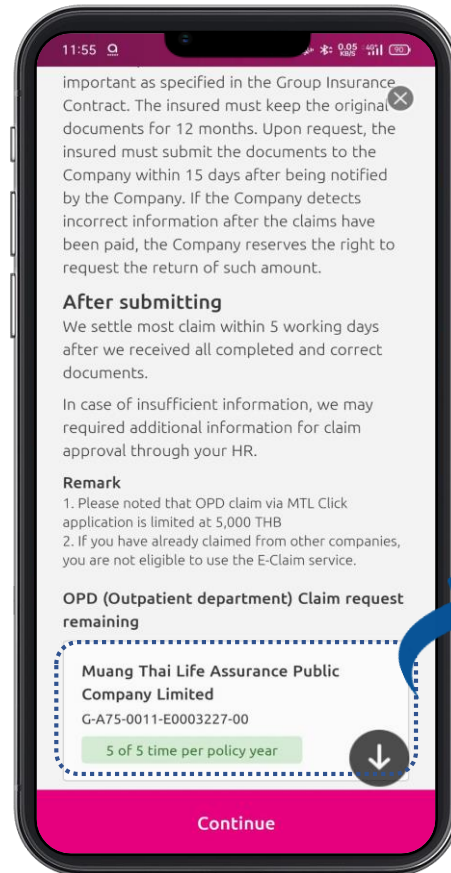 11:55
0.05
KB/S
4G
90
important as specified in the Group Insurance
Contract. The insured must keep the original
documents for 12 months. Upon request, the
insured must submit the documents to the
Company within 15 days after being notified
by the Company. If the Company detects
incorrect information after the claims have
been paid, the Company reserves the right to
request the return of such amount.
After submitting
We settle most claim within 5 working days
after we received all completed and correct
documents.
In case of insufficient information, we may
required additional information for claim
approval through your HR.
Remark
1. Please noted that OPD claim via MTL Click
application is limited at 5,000 THB
2. If you have already claimed from other companies,
you are not eligible to use the E-Claim service.
OPD (Outpatient department) Claim request
remaining
Muang Thai Life Assurance Public
Company Limited
G-A75-0011-E0003227-00
5 of 5 time per policy year
Continue